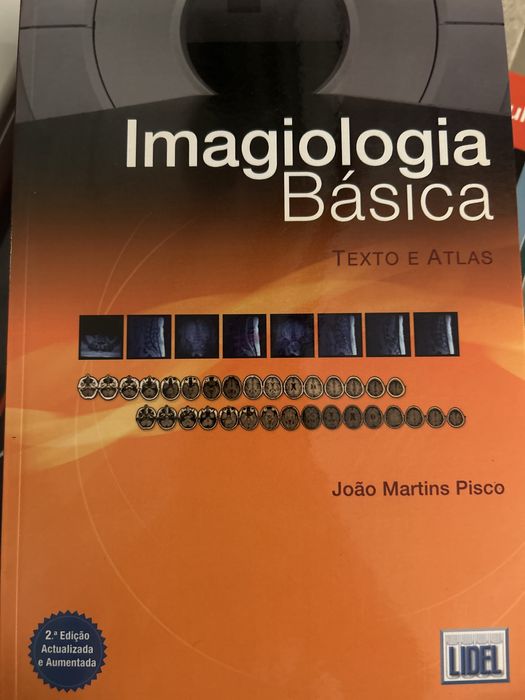 Imagiologia
Básica
TEXTO E ATLAS
João Martins Pisco
2.ª Edição
Actualizada
e Aumentada
LIDEL